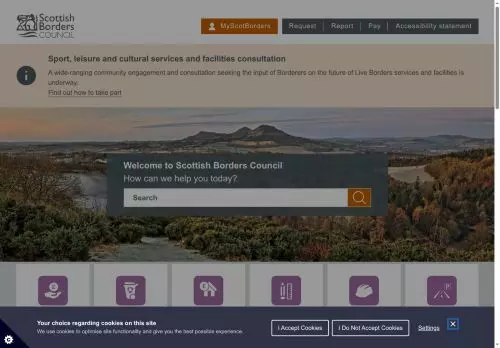 Scottish
Borders
COUNCIL
MyScotBorders
Request
Report
Pay
Accessibility statement
Sport, leisure and cultural services and facilities consultation
A wide-ranging community engagement and consultation seeking the input of Borderers on the future of Live Borders services and facilities is
underway.
Find out how to take part
Welcome to Scottish Borders Council
How can we help you today?
Search
Your choice regarding cookies on this site
We use cookies to optimise site functionality and give you the best possible experience.
I Accept Cookies
I Do Not Accept Cookies
Settings